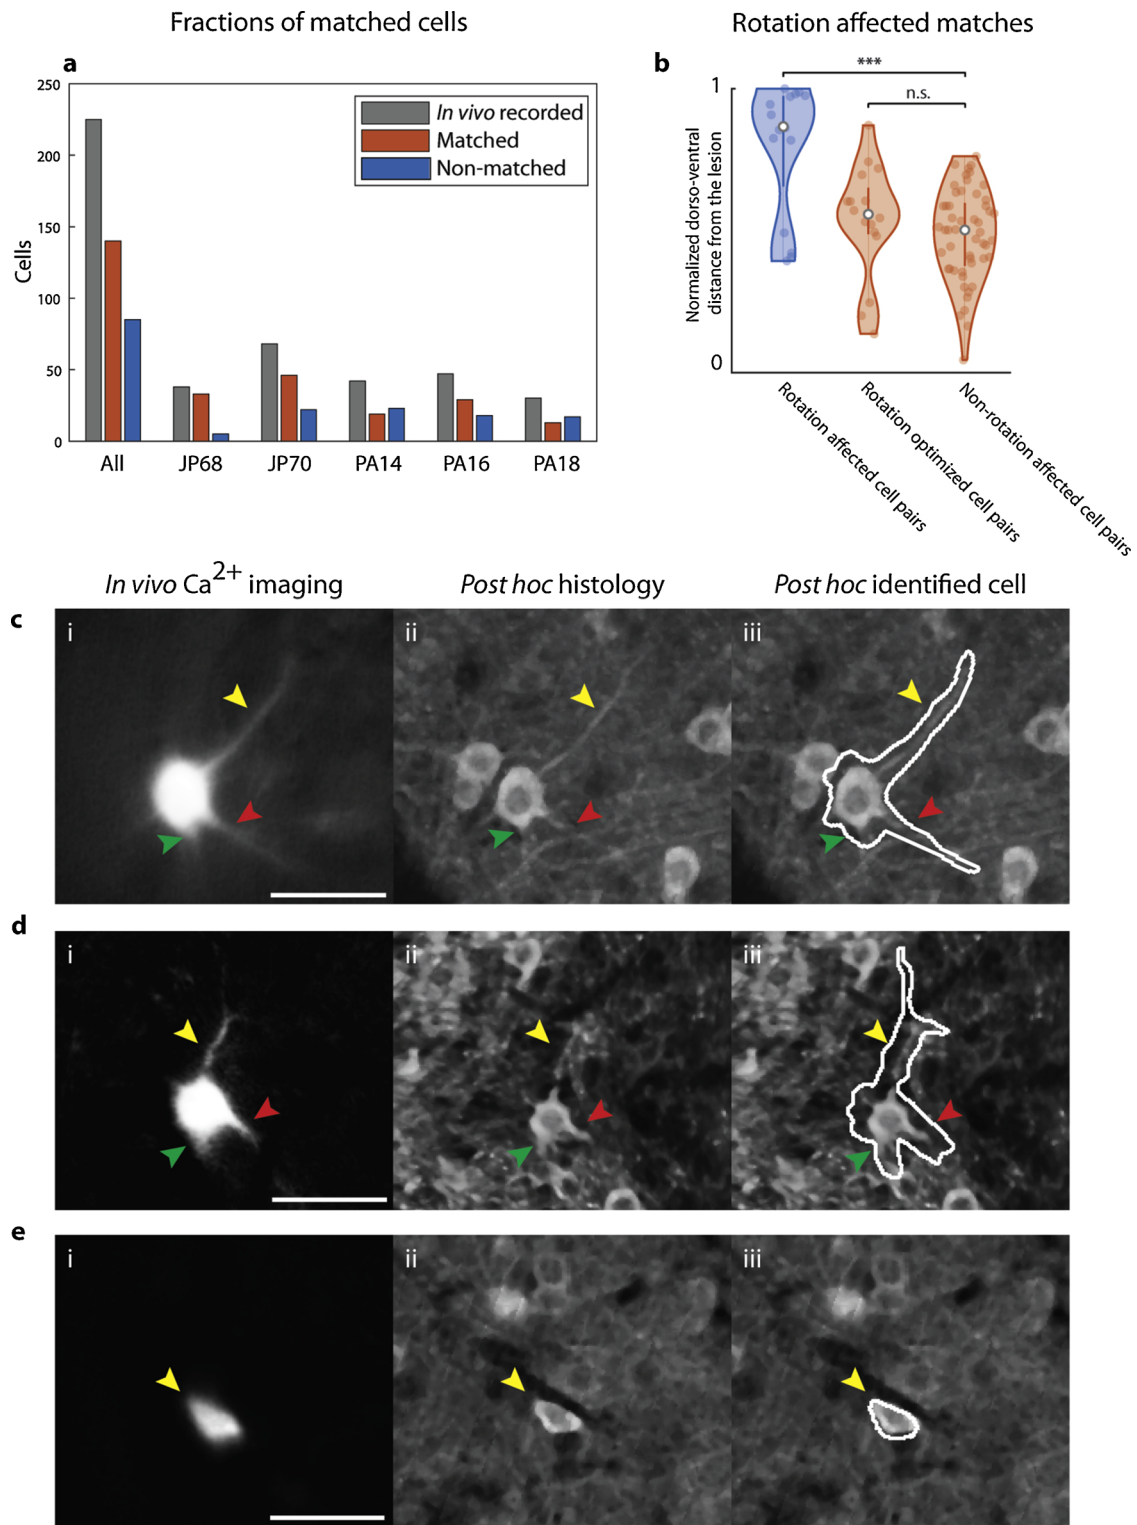 Fractions of matched cells
Rotation affected matches
a
250
200
150
100
50
0
Cells
In vivo recorded
Matched
Non-matched
All JP68 JP70 PA14 PA16 PA18
b
***
n.s.
1
0
Normalized dorso-ventral
distance from the lesion
Rotation affected cell pairs
Rotation optimized cell pairs
Non-rotation affected cell pairs
In vivo Ca2+ imaging
Post hoc histology
Post hoc identified cell
c
i ii iii
d
i ii iii
e
i ii iii